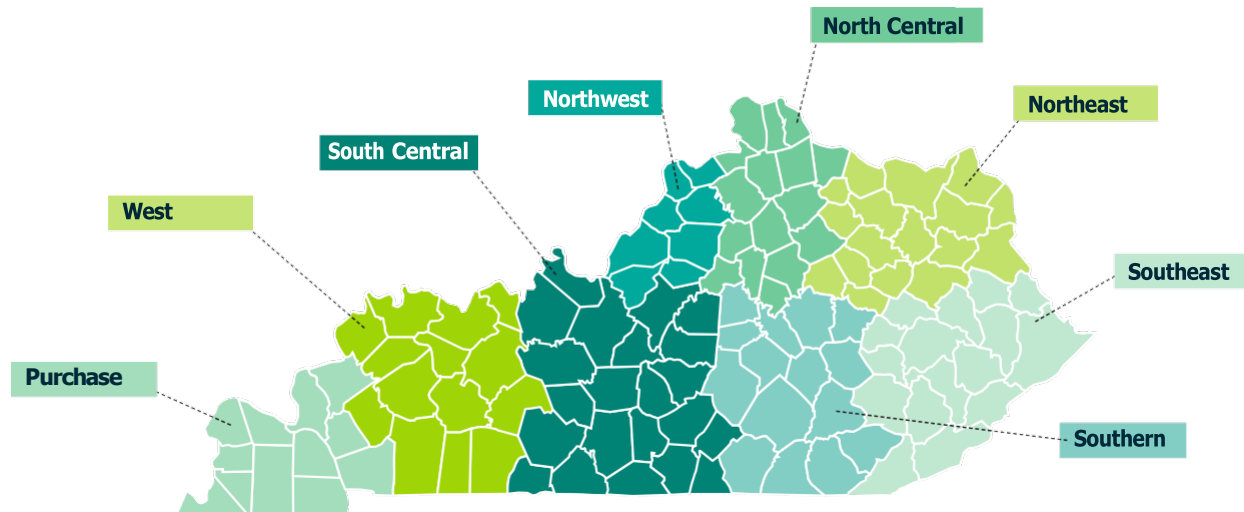 North Central
Northwest
Northeast
South Central
West
Southeast
Purchase
Southern